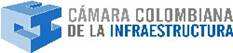 CÁMARA COLOMBIANA
DE LA INFRAESTRUCTURA